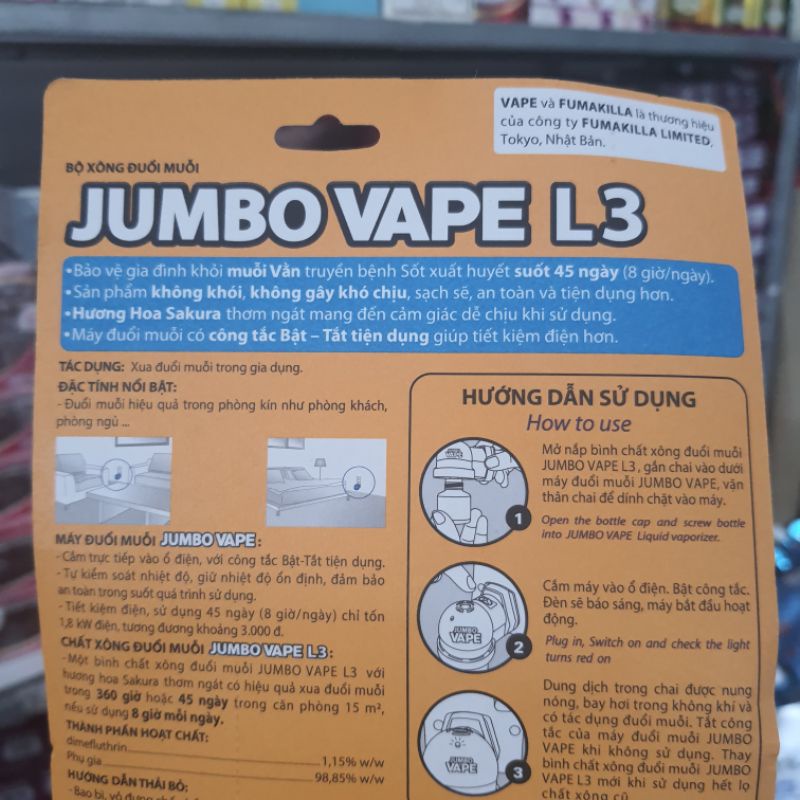 VAPE và FUMAKILLA là thương hiệu
của công ty FUMAKILLA LIMITED,
Tokyo, Nhật Bản.
BỘ XÔNG ĐUỔI MUỖI
JUMBO VAPE L3
•Bảo vệ gia đình khỏi muỗi Vằn truyền bệnh Sốt xuất huyết suốt 45 ngày (8 giờ/ngày).
•Sản phẩm không khói, không gây khó chịu, sạch sẽ, an toàn và tiện dụng hơn.
•Hương Hoa Sakura thơm ngát mang đến cảm giác dễ chịu khi sử dụng.
•Máy đuổi muỗi có công tắc Bật – Tắt tiện dụng giúp tiết kiệm điện hơn.
TÁC DỤNG: Xua đuổi muỗi trong gia dụng.
ĐẶC TÍNH NỔI BẬT:
- Đuổi muỗi hiệu quả trong phòng kín như phòng khách,
phòng ngủ ...
MÁY ĐUỔI MUỖI JUMBO VAPE:
- Cắm trực tiếp vào ổ điện, với công tắc Bật-Tắt tiện dụng.
- Tự kiểm soát nhiệt độ, giữ nhiệt độ ổn định, đảm bảo
an toàn trong suốt quá trình sử dụng.
- Tiết kiệm điện, sử dụng 45 ngày (8 giờ/ngày) chỉ tốn
1,8 kW điện, tương đương khoảng 3.000 đ.
CHẤT XÔNG ĐUỔI MUỖI JUMBO VAPE L3:
- Một bình chất xông đuổi muỗi JUMBO VAPE L3 với
hương hoa Sakura thơm ngát có hiệu quả xua đuổi muỗi
trong 360 giờ hoặc 45 ngày trong căn phòng 15 m²,
nếu sử dụng 8 giờ mỗi ngày.
THÀNH PHẦN HOẠT CHẤT:
dimefluthrin 1,15% w/w
Phụ gia 98,85% w/w
HƯỚNG DẪN THẢI BỎ:
- Bao bì, vỏ đựng
HƯỚNG DẪN SỬ DỤNG
How to use
1
Mở nắp bình chất xông đuổi muỗi
JUMBO VAPE L3, gắn chai vào dưới
máy đuổi muỗi JUMBO VAPE, vặn
thân chai để dính chặt vào máy.
Open the bottle cap and screw bottle
into JUMBO VAPE Liquid vaporizer.
JUMBO
VAPE
2
Cắm máy vào ổ điện. Bật công tắc.
Đèn sẽ báo sáng, máy bắt đầu hoạt
động.
Plug in, Switch on and check the light
turns red on
JUMBO
VAPE
3
Dung dịch trong chai được nung
nóng, bay hơi trong không khí và
có tác dụng đuổi muỗi. Tắt công
tắc của máy đuổi muỗi JUMBO
VAPE khi không sử dụng. Thay
bình chất xông đuổi muỗi JUMBO
VAPE L3 mới khi sử dụng hết lọ
chất xông cũ